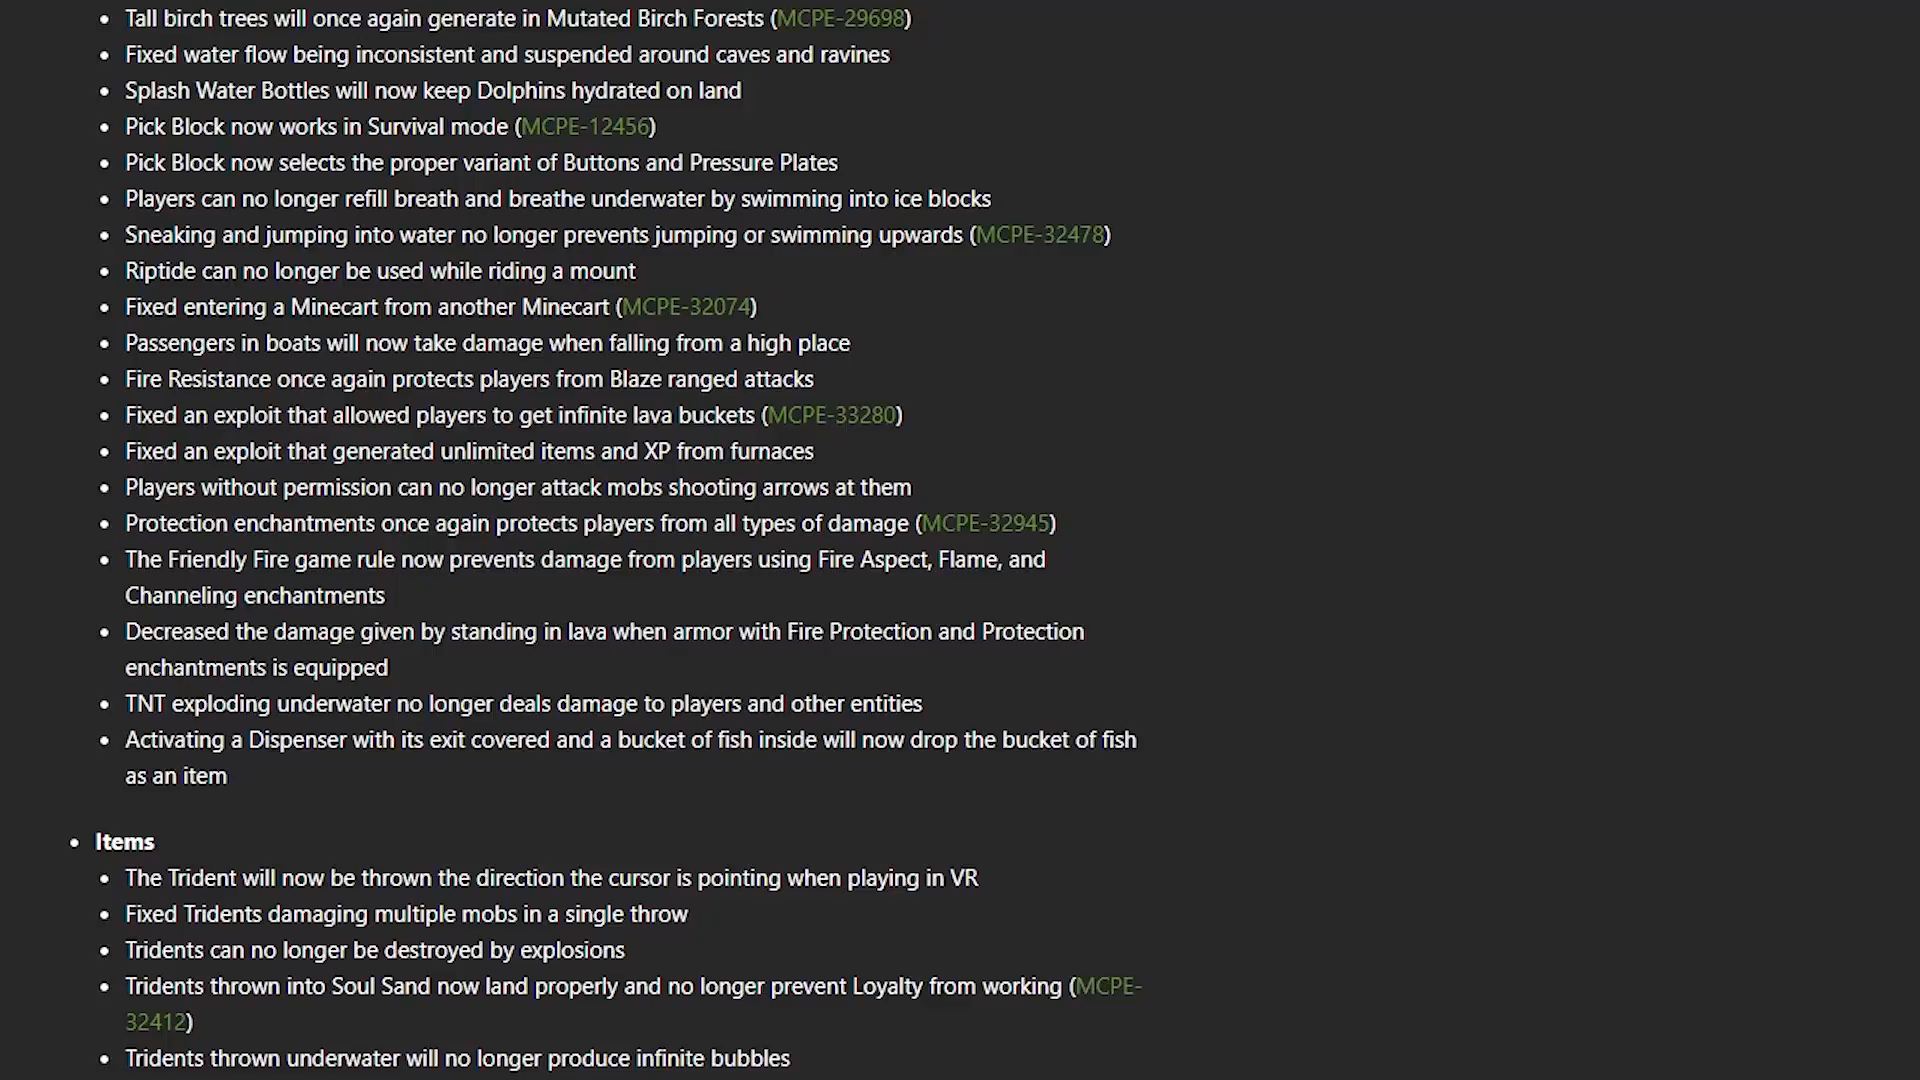 Tall birch trees will once again generate in Mutated Birch Forests (MCPE-29698)
Fixed water flow being inconsistent and suspended around caves and ravines
Splash Water Bottles will now keep Dolphins hydrated on land
Pick Block now works in Survival mode (MCPE-12456)
Pick Block now selects the proper variant of Buttons and Pressure Plates
Players can no longer refill breath and breathe underwater by swimming into ice blocks
Sneaking and jumping into water no longer prevents jumping or swimming upwards (MCPE-32478)
Riptide can no longer be used while riding a mount
Fixed entering a Minecart from another Minecart (MCPE-32074)
Passengers in boats will now take damage when falling from a high place
Fire Resistance once again protects players from Blaze ranged attacks
Fixed an exploit that allowed players to get infinite lava buckets (MCPE-33280)
Fixed an exploit that generated unlimited items and XP from furnaces
Players without permission can no longer attack mobs shooting arrows at them
Protection enchantments once again protects players from all types of damage (MCPE-32945)
The Friendly Fire game rule now prevents damage from players using Fire Aspect, Flame, and
Channeling enchantments
Decreased the damage given by standing in lava when armor with Fire Protection and Protection
enchantments is equipped
TNT exploding underwater no longer deals damage to players and other entities
Activating a Dispenser with its exit covered and a bucket of fish inside will now drop the bucket of fish
as an item
Items
The Trident will now be thrown the direction the cursor is pointing when playing in VR
Fixed Tridents damaging multiple mobs in a single throw
Tridents can no longer be destroyed by explosions
Tridents thrown into Soul Sand now land properly and no longer prevent Loyalty from working (MCPE-
32412)
Tridents thrown underwater will no longer produce infinite bubbles